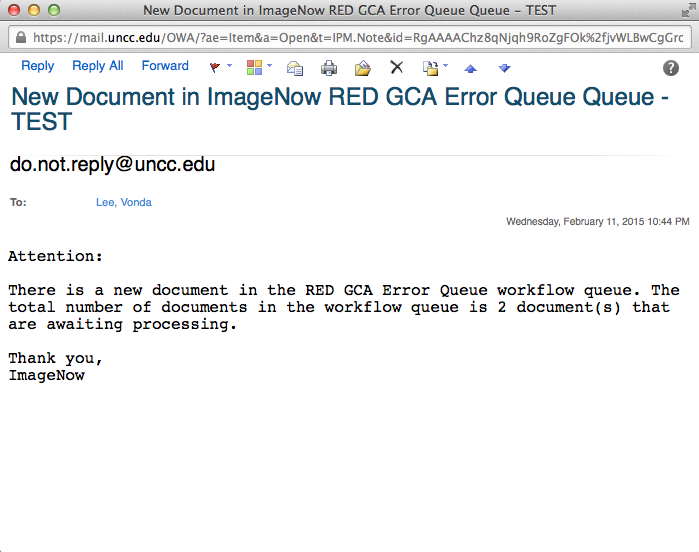 New Document in ImageNow RED GCA Error Queue Queue – TEST
https://mail.uncc.edu/OWA/?ae=Item&a=Open&t=IPM.Note&id=RgAAAAChz8qNjqh9RoZgFOk%2fjvWLBwCgGrc
Reply Reply All Forward
New Document in ImageNow RED GCA Error Queue Queue -
TEST
do.not.reply@uncc.edu
To: Lee, Vonda
Wednesday, February 11, 2015 10:44 PM
Attention:
There is a new document in the RED GCA Error Queue workflow queue. The
total number of documents in the workflow queue is 2 document(s) that
are awaiting processing.
Thank you,
ImageNow